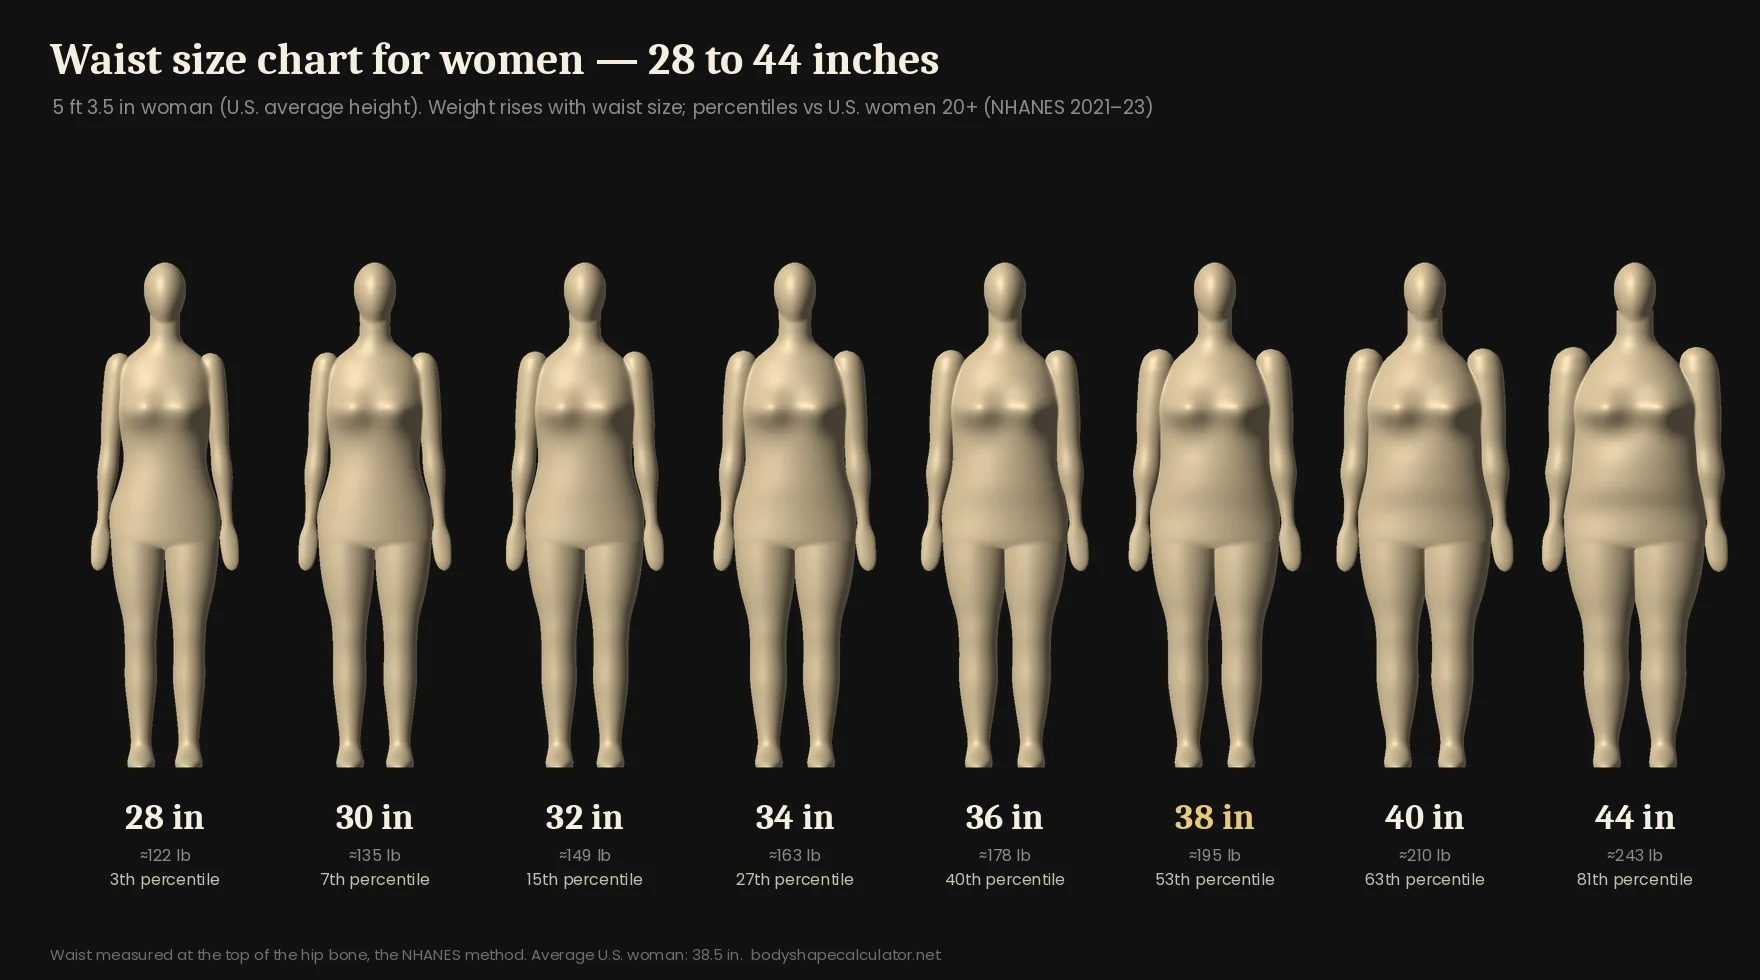 Waist size chart for women — 28 to 44 inches
5 ft 3.5 in woman (U.S. average height). Weight rises with waist size; percentiles vs U.S. women 20+ (NHANES 2021–23)
28 in
≈122 lb
3th percentile
30 in
≈135 lb
7th percentile
32 in
≈149 lb
15th percentile
34 in
≈163 lb
27th percentile
36 in
≈178 lb
40th percentile
38 in
≈195 lb
53th percentile
40 in
≈210 lb
63th percentile
44 in
≈243 lb
81th percentile
Waist measured at the top of the hip bone, the NHANES method. Average U.S. woman: 38.5 in. bodyshapecalculator.net